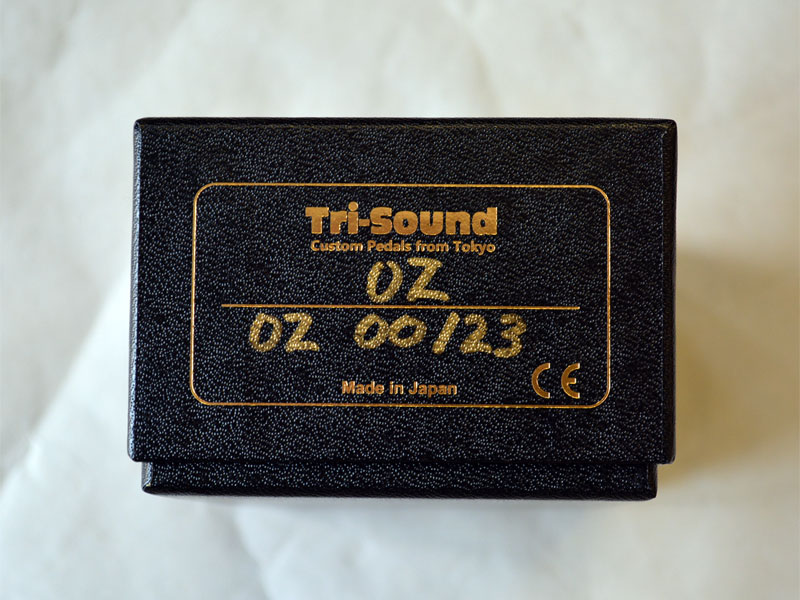 Tri-Sound
Custom Pedals from Tokyo
OZ
OZ 00/23
Made in Japan
CE